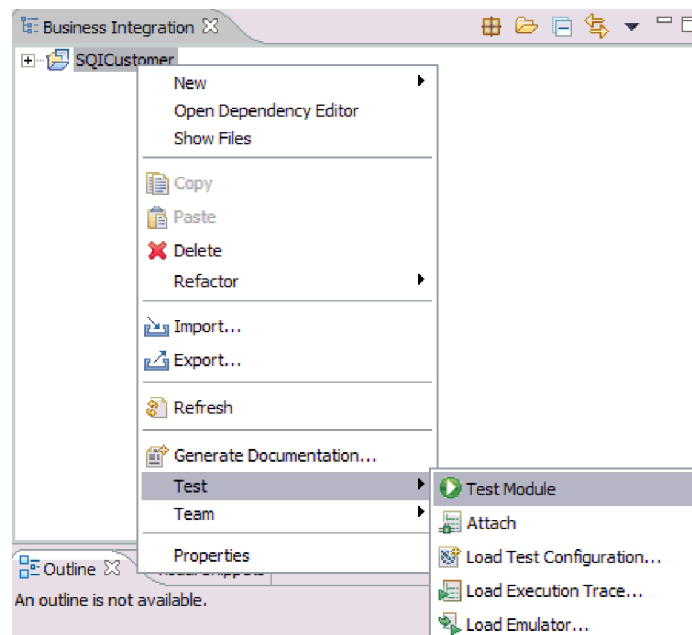 Business Integration
SQICustomer
New
Open Dependency Editor
Show Files
Copy
Paste
Delete
Refactor
Import...
Export...
Refresh
Generate Documentation...
Test
Team
Properties
Test Module
Attach
Load Test Configuration...
Load Execution Trace...
Load Emulator...
Outline
An outline is not available.